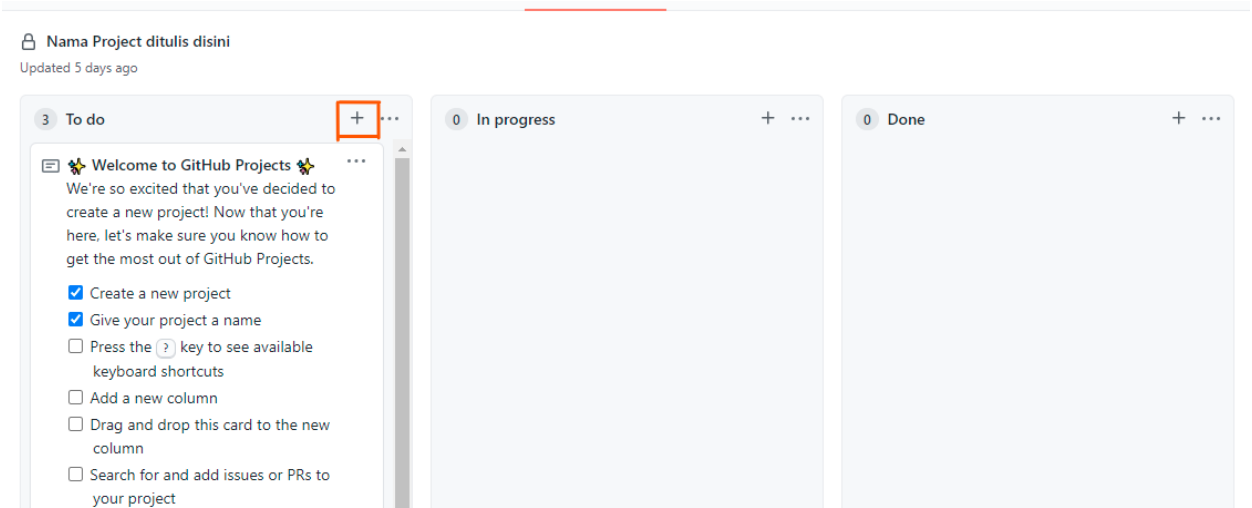 Nama Project ditulis disini
Updated 5 days ago
3 To do
0 In progress
0 Done
Welcome to GitHub Projects
We're so excited that you've decided to
create a new project! Now that you're
here, let's make sure you know how to
get the most out of GitHub Projects.
Create a new project
Give your project a name
Press the ? key to see available
keyboard shortcuts
Add a new column
Drag and drop this card to the new
column
Search for and add issues or PRs to
your project